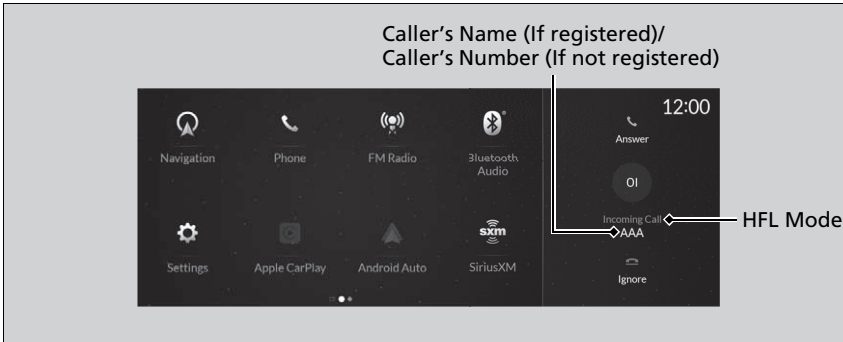 Caller's Name (If registered)/
Caller's Number (If not registered)
12:00
Navigation
Phone
FM Radio
Bluetooth
Audio
Answer
OI
Incoming Call
AAA
HFL Mode
Settings
Apple CarPlay
Android Auto
sxm
SiriusXM
Ignore